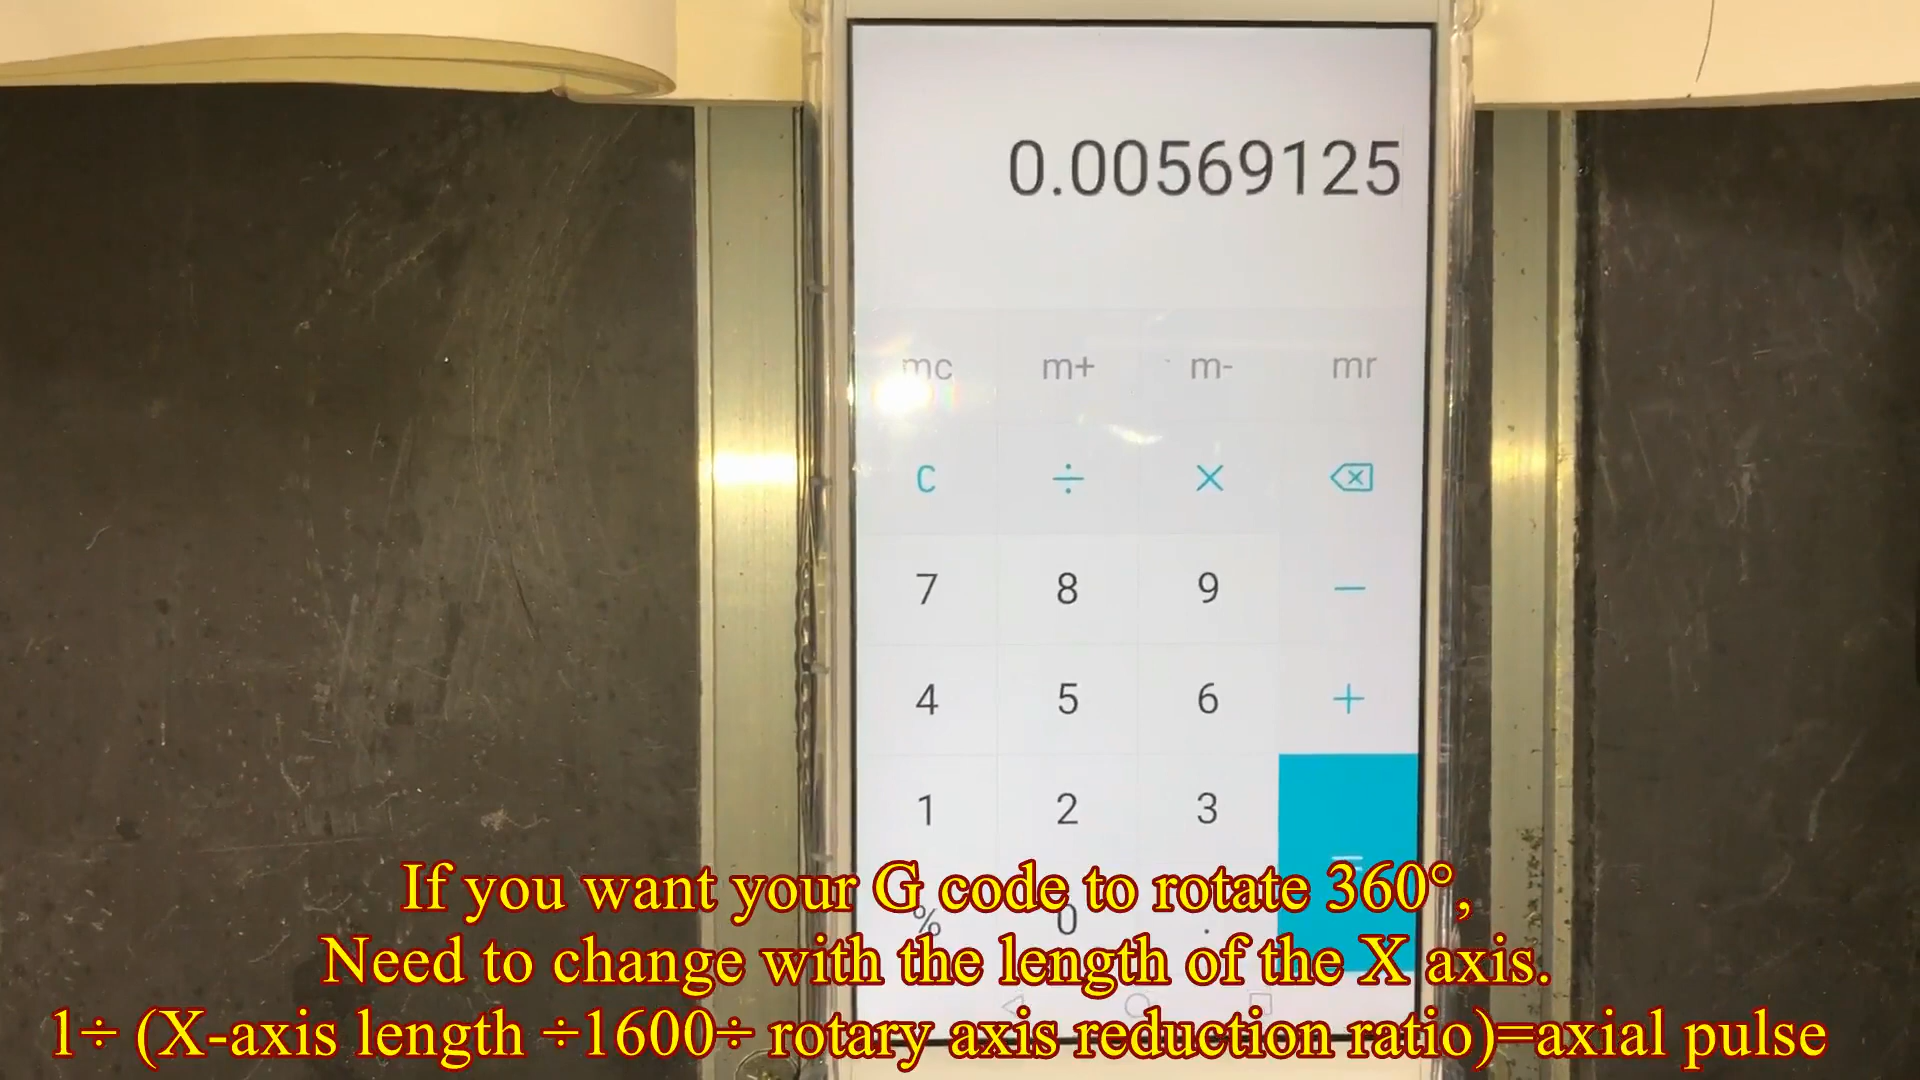 0.00569125
mc m+ m- mr
C ÷ ×
7 8 9 −
4 5 6 +
1 2 3
% 0 . =
If you want your G code to rotate 360°,
Need to change with the length of the X axis.
1÷ (X-axis length ÷1600÷ rotary axis reduction ratio)=axial pulse